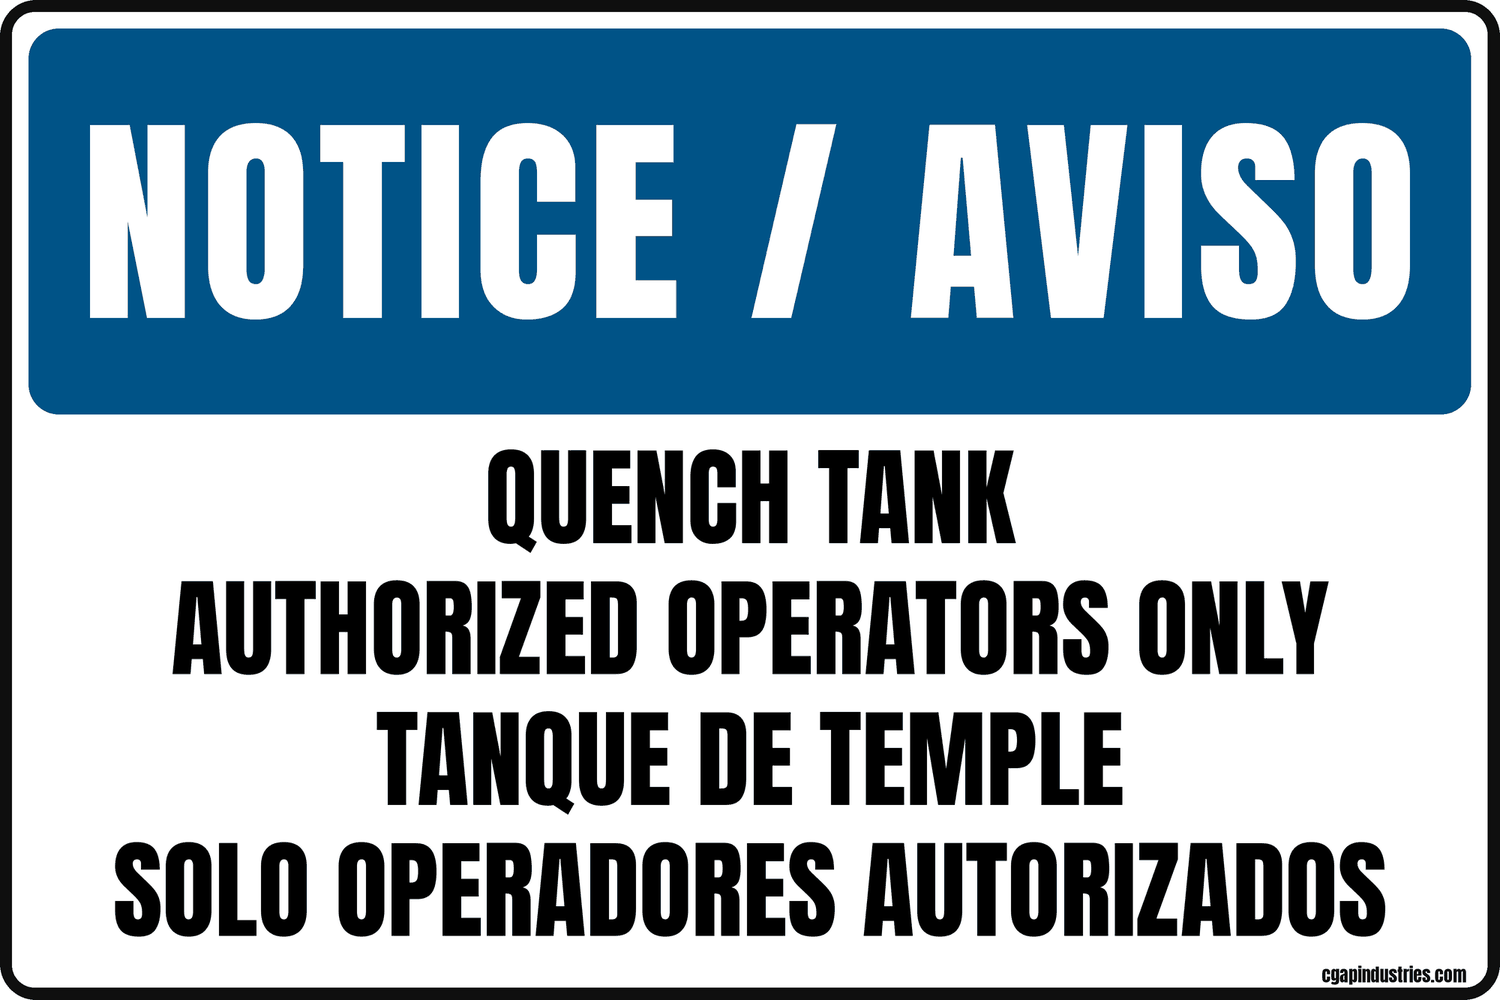 NOTICE / AVISO
QUENCH TANK
AUTHORIZED OPERATORS ONLY
TANQUE DE TEMPLE
SOLO OPERADORES AUTORIZADOS
cgapindustries.com